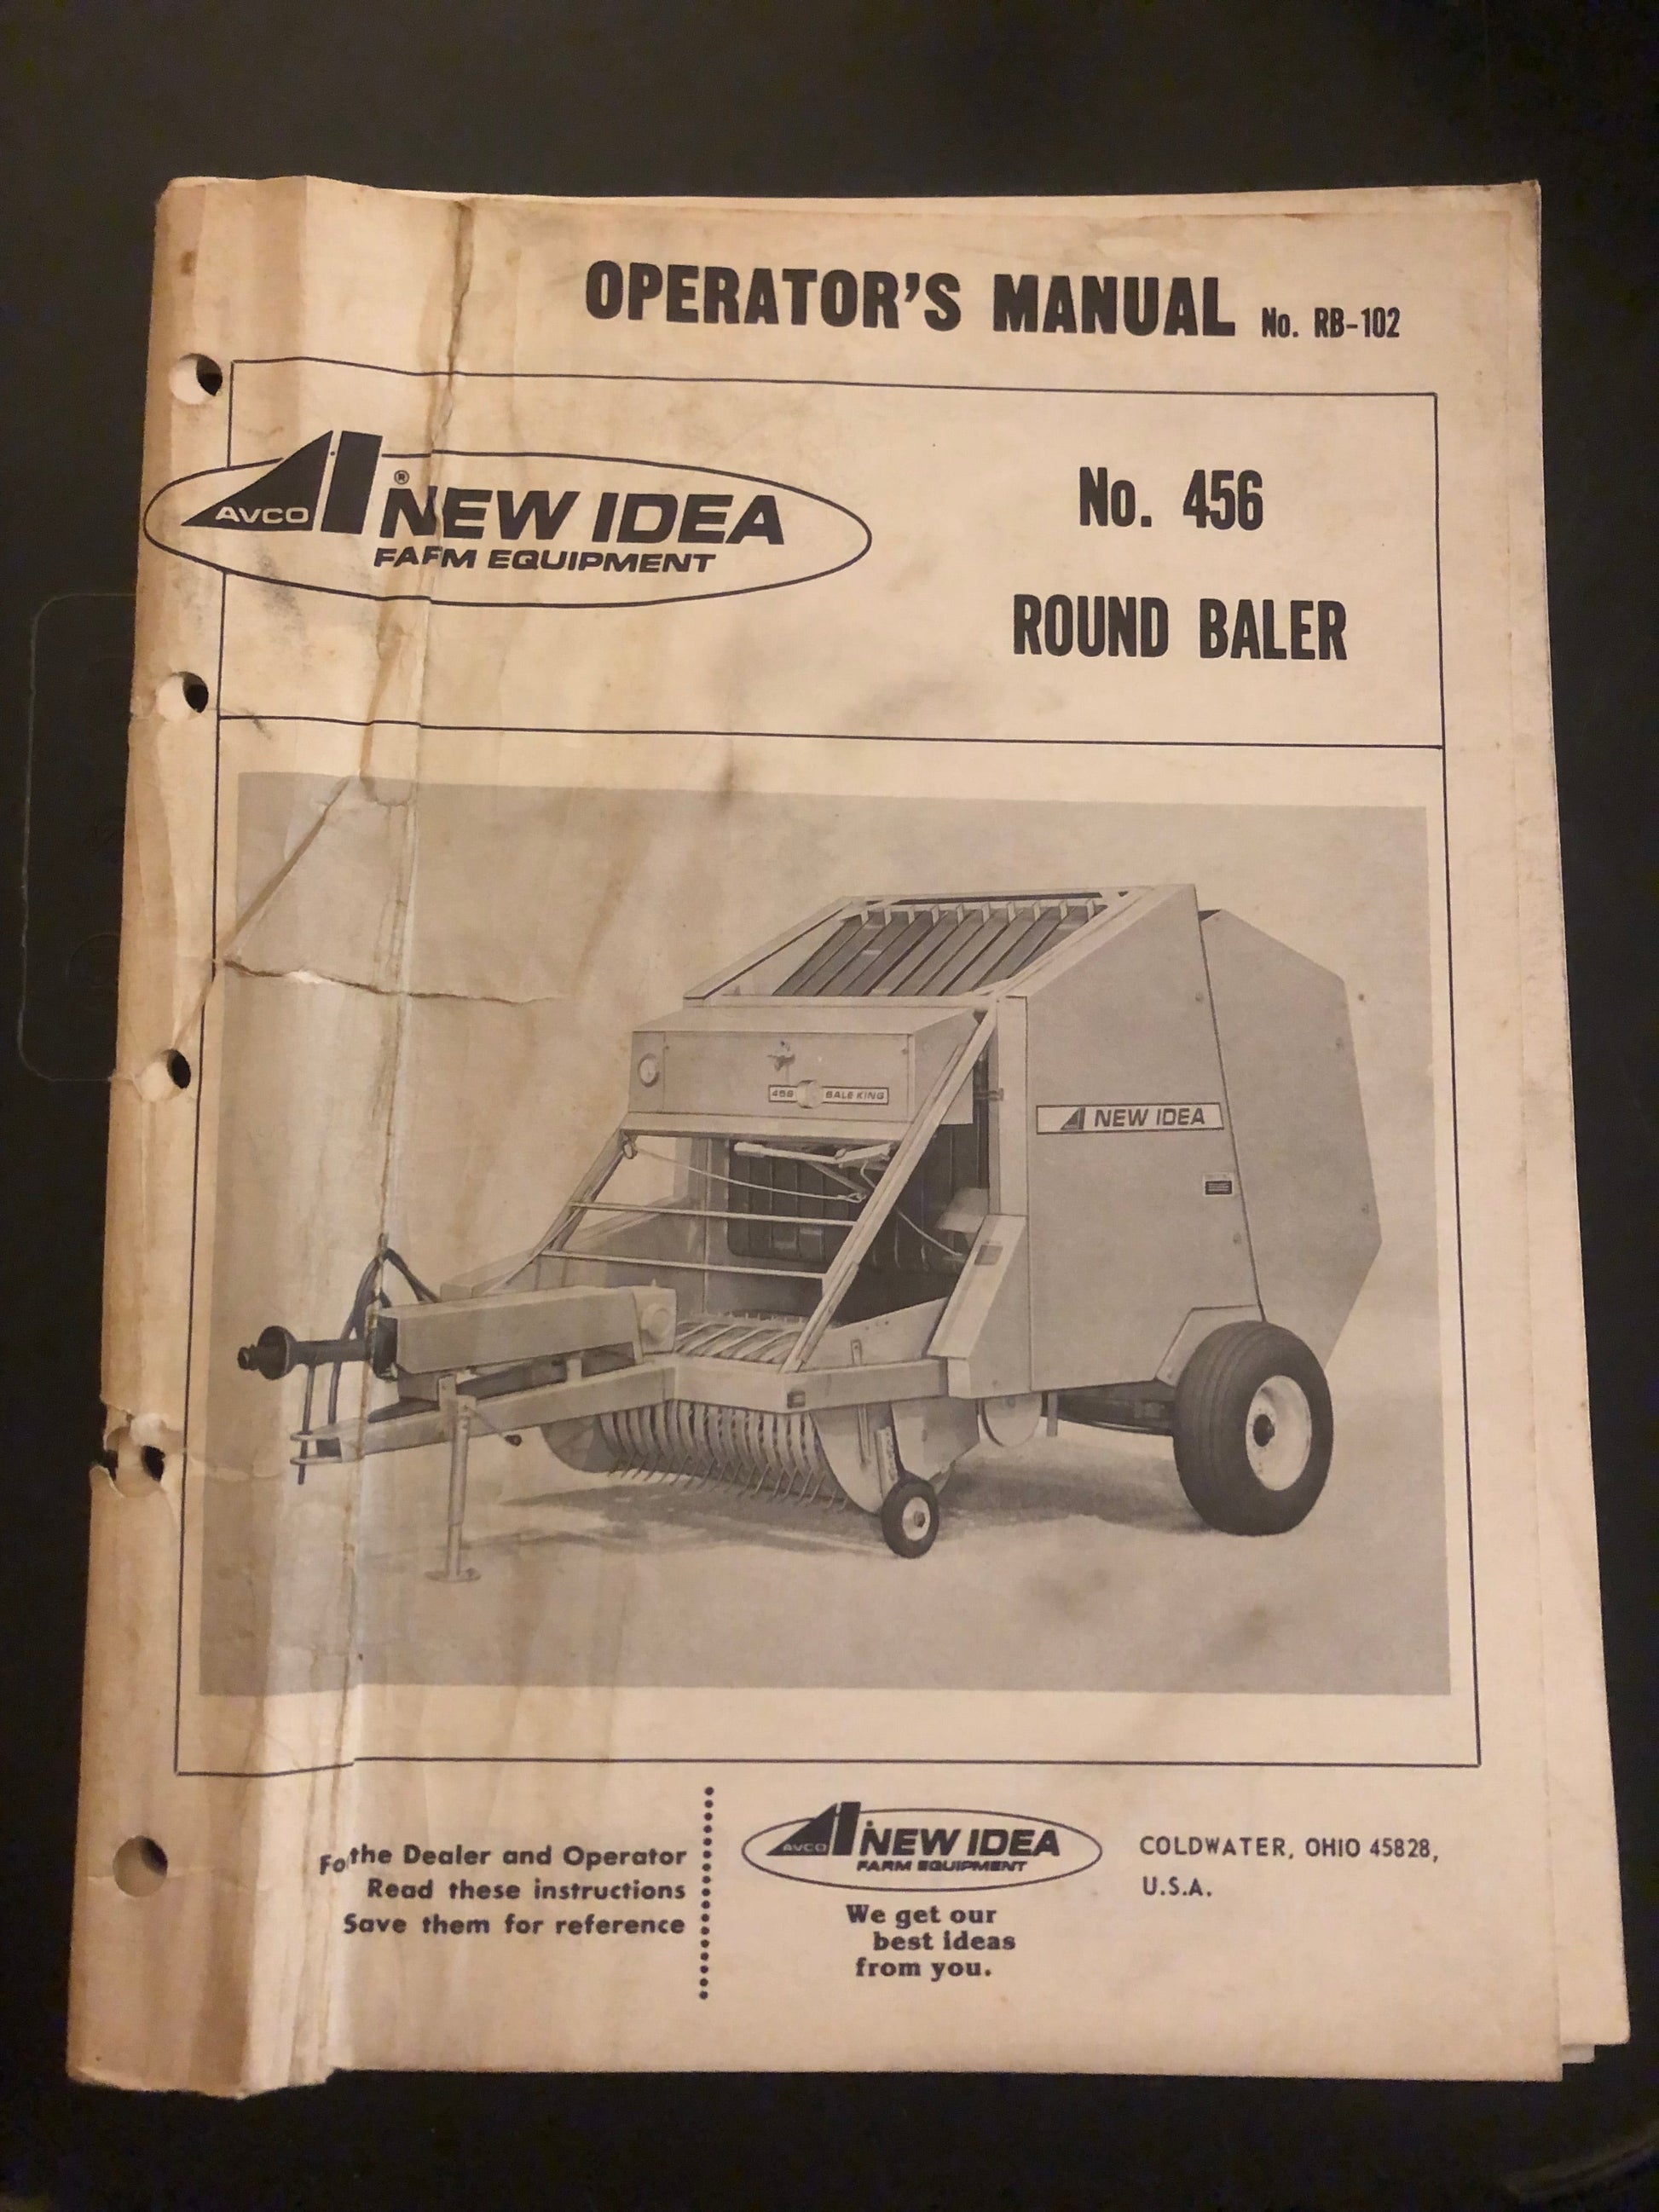 OPERATOR'S MANUAL No. RB-102
AVCO NEW IDEA ®
FARM EQUIPMENT
No. 456
ROUND BALER
456 BALE KING
NEW IDEA
For the Dealer and Operator
Read these instructions
Save them for reference
AVCO NEW IDEA
FARM EQUIPMENT
We get our
best ideas
from you.
COLDWATER, OHIO 45828,
U.S.A.